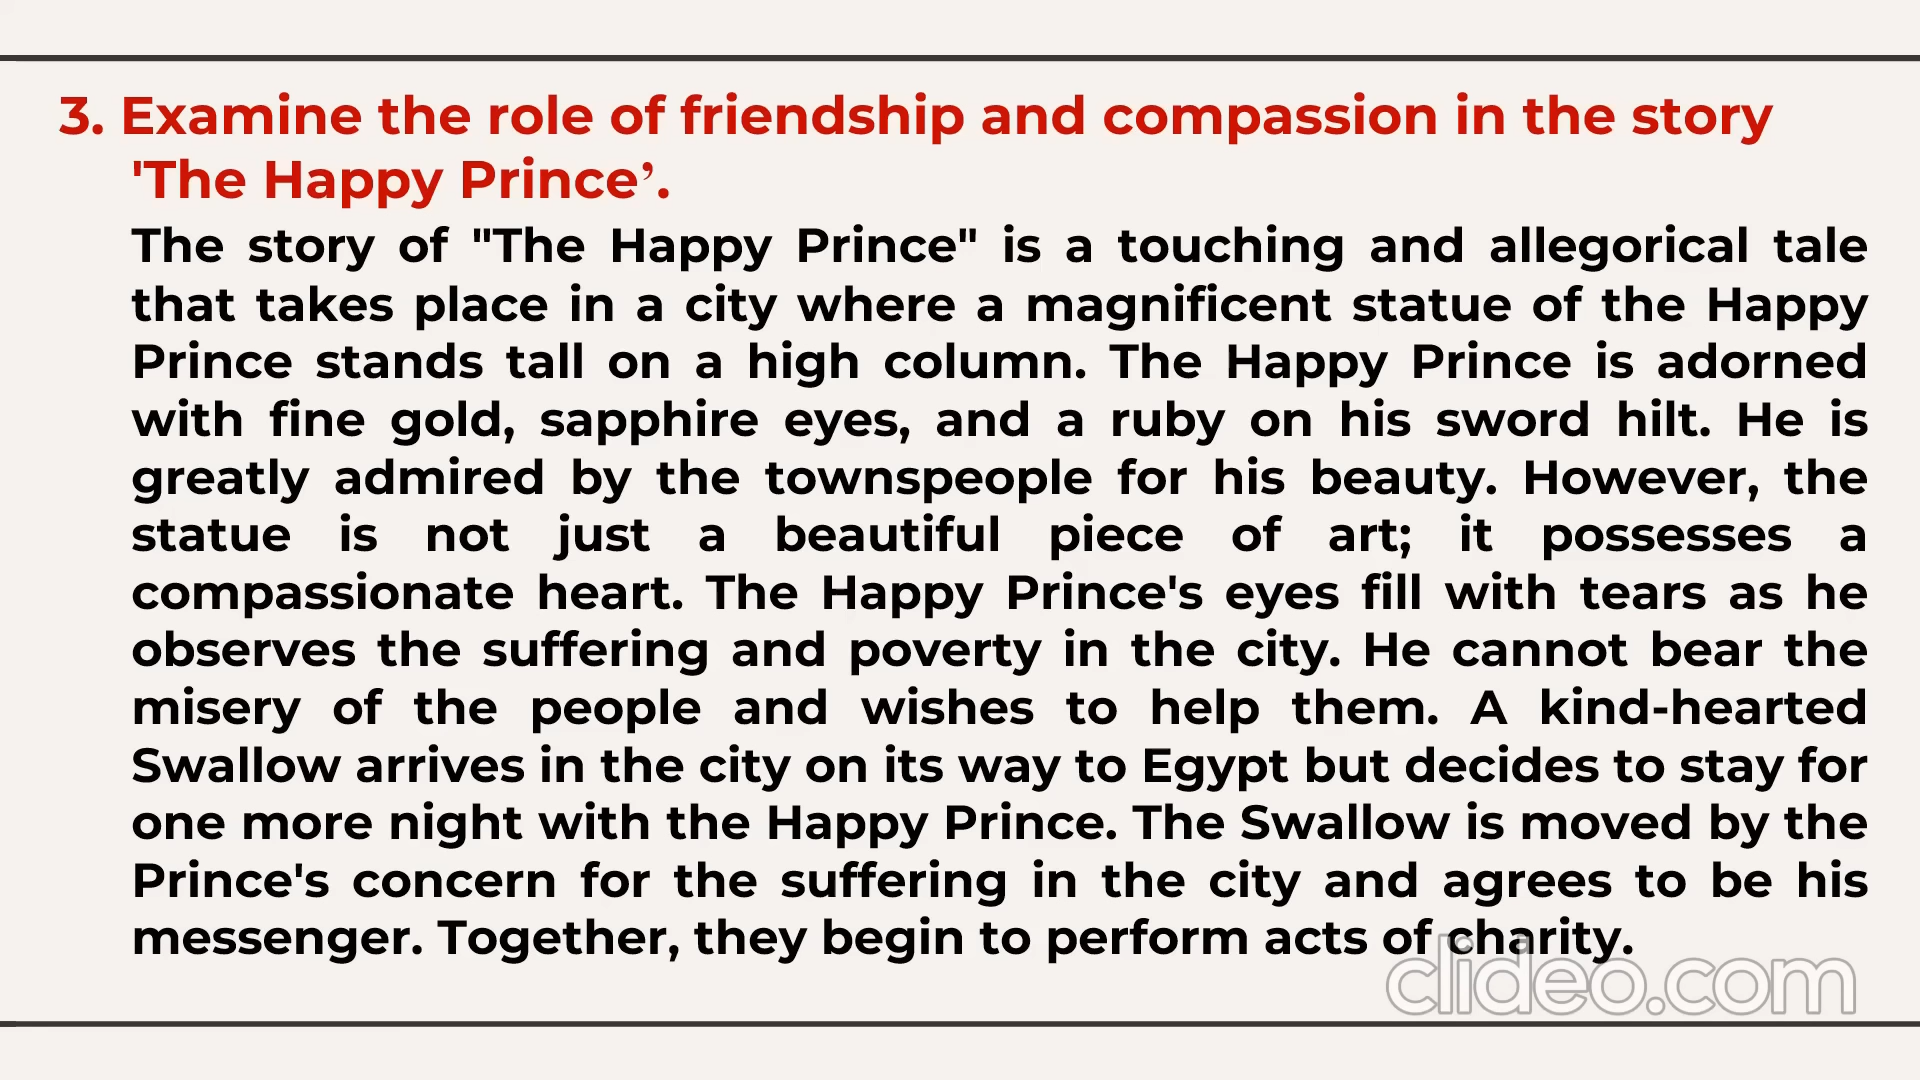 3. Examine the role of friendship and compassion in the story
'The Happy Prince’.
The story of "The Happy Prince" is a touching and allegorical tale
that takes place in a city where a magnificent statue of the Happy
Prince stands tall on a high column. The Happy Prince is adorned
with fine gold, sapphire eyes, and a ruby on his sword hilt. He is
greatly admired by the townspeople for his beauty. However, the
statue is not just a beautiful piece of art; it possesses a
compassionate heart. The Happy Prince's eyes fill with tears as he
observes the suffering and poverty in the city. He cannot bear the
misery of the people and wishes to help them. A kind-hearted
Swallow arrives in the city on its way to Egypt but decides to stay for
one more night with the Happy Prince. The Swallow is moved by the
Prince's concern for the suffering in the city and agrees to be his
messenger. Together, they begin to perform acts of charity.
clideo.com